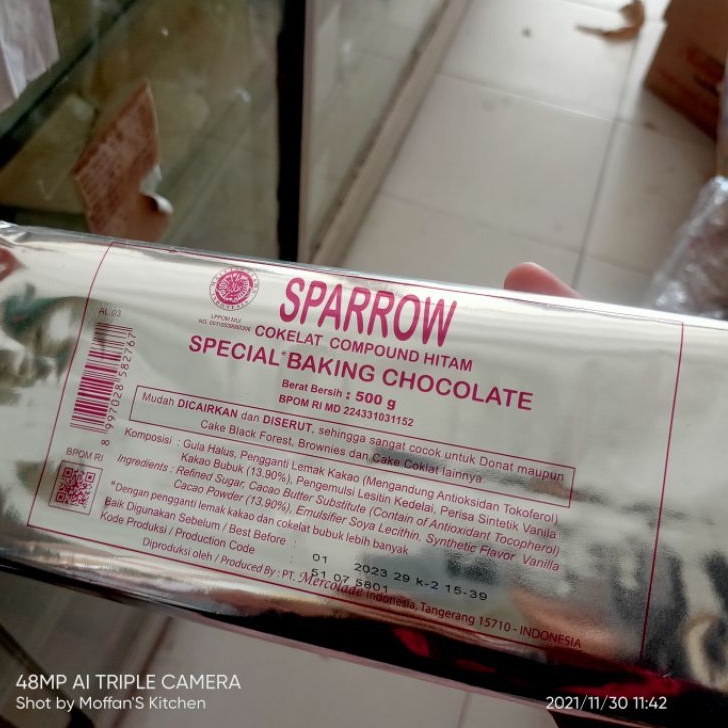 SPARROW
COKELAT COMPOUND HITAM
SPECIAL BAKING CHOCOLATE
Berat Bersih : 500 g
BPOM RI MD 224331031152
LPPOM MUI
AL.03
8 997028 582767
BPOM RI
Mudah DICAIRKAN dan DISERUT, sehingga sangat cocok untuk Donat maupun
Cake Black Forest, Brownies dan Cake Coklat lainnya.
Komposisi : Gula Halus, Pengganti Lemak Kakao (Mengandung Antioksidan Tokoferol)
Kakao Bubuk (13.90%), Pengemulsi Lesitin Kedelai, Perisa Sintetik Vanila
Ingredients : Refined Sugar, Cacao Butter Substitute (Contain of Antioxidant Tocopherol)
Cacao Powder (13.90%), Emulsifier Soya Lecithin, Synthetic Flavor Vanilla
*Dengan pengganti lemak kakao dan cokelat bubuk lebih banyak
Baik Digunakan Sebelum / Best Before :
Kode Produksi / Production Code :
01 2023 29 K-2 15-39
51 07 5801
Diproduksi oleh / Produced By : PT. Mercolade Indonesia, Tangerang 15710 - INDONESIA
48MP AI TRIPLE CAMERA
Shot by Moffan'S Kitchen
2021/11/30 11:42